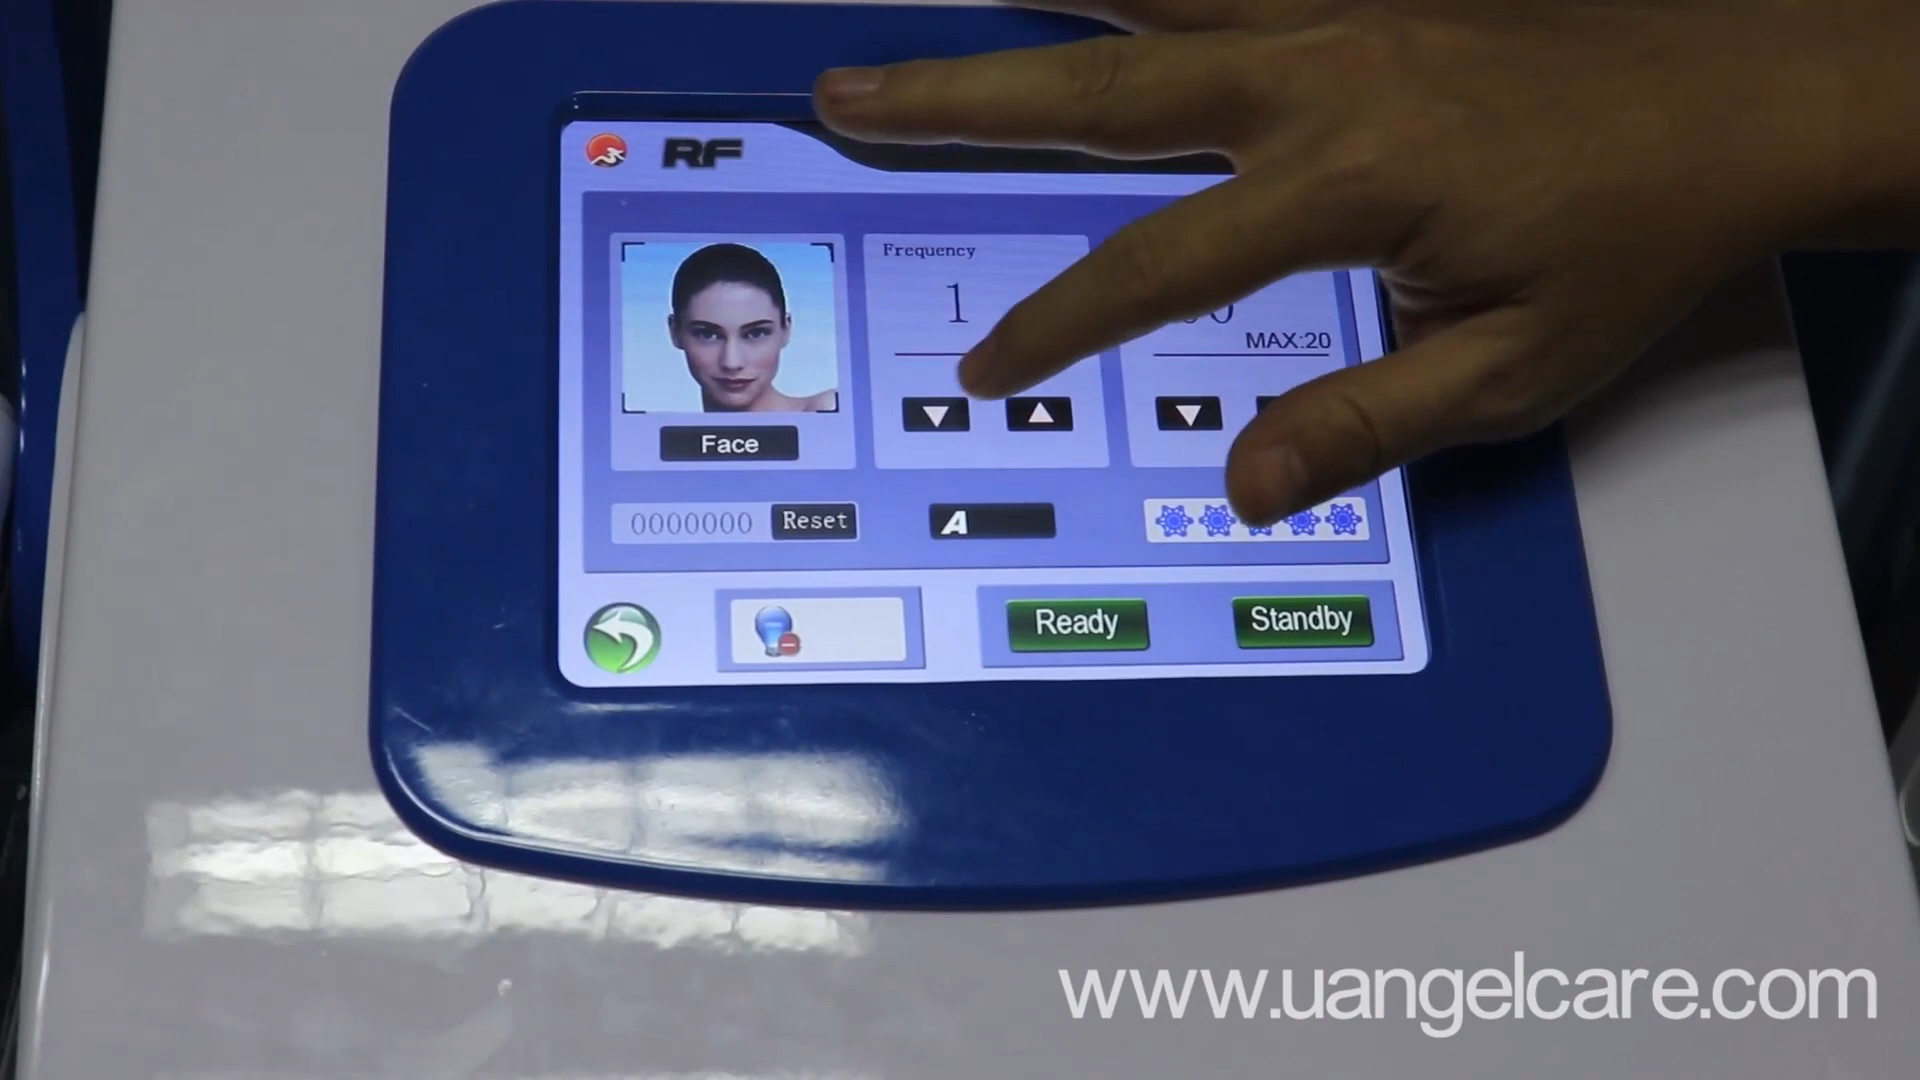 RF
Frequency
1
MAX:20
Face
0000000 Reset
A
Ready
Standby
www.uangelcare.com